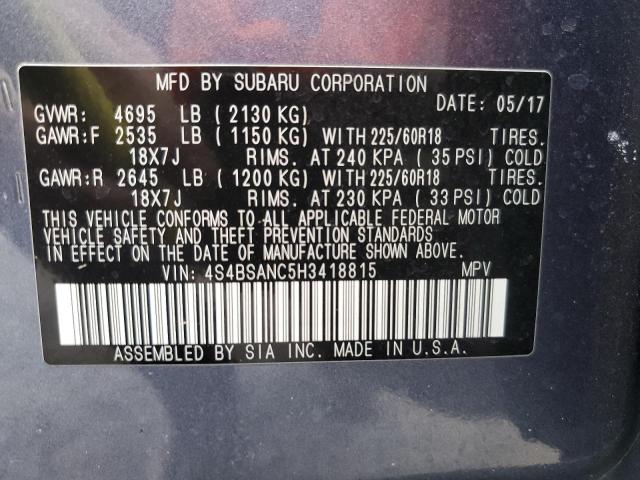 MFD BY SUBARU CORPORATION
DATE: 05/17
GVWR: 4695 LB (2130 KG)
GAWR:F 2535 LB (1150 KG) WITH 225/60R18 TIRES.
18X7J RIMS. AT 240 KPA (35 PSI) COLD
GAWR:R 2645 LB (1200 KG) WITH 225/60R18 TIRES.
18X7J RIMS. AT 230 KPA (33 PSI) COLD
THIS VEHICLE CONFORMS TO ALL APPLICABLE FEDERAL MOTOR
VEHICLE SAFETY AND THEFT PREVENTION STANDARDS
IN EFFECT ON THE DATE OF MANUFACTURE SHOWN ABOVE.
VIN: 4S4BSANC5H3418815 MPV
ASSEMBLED BY SIA INC. MADE IN U.S.A.